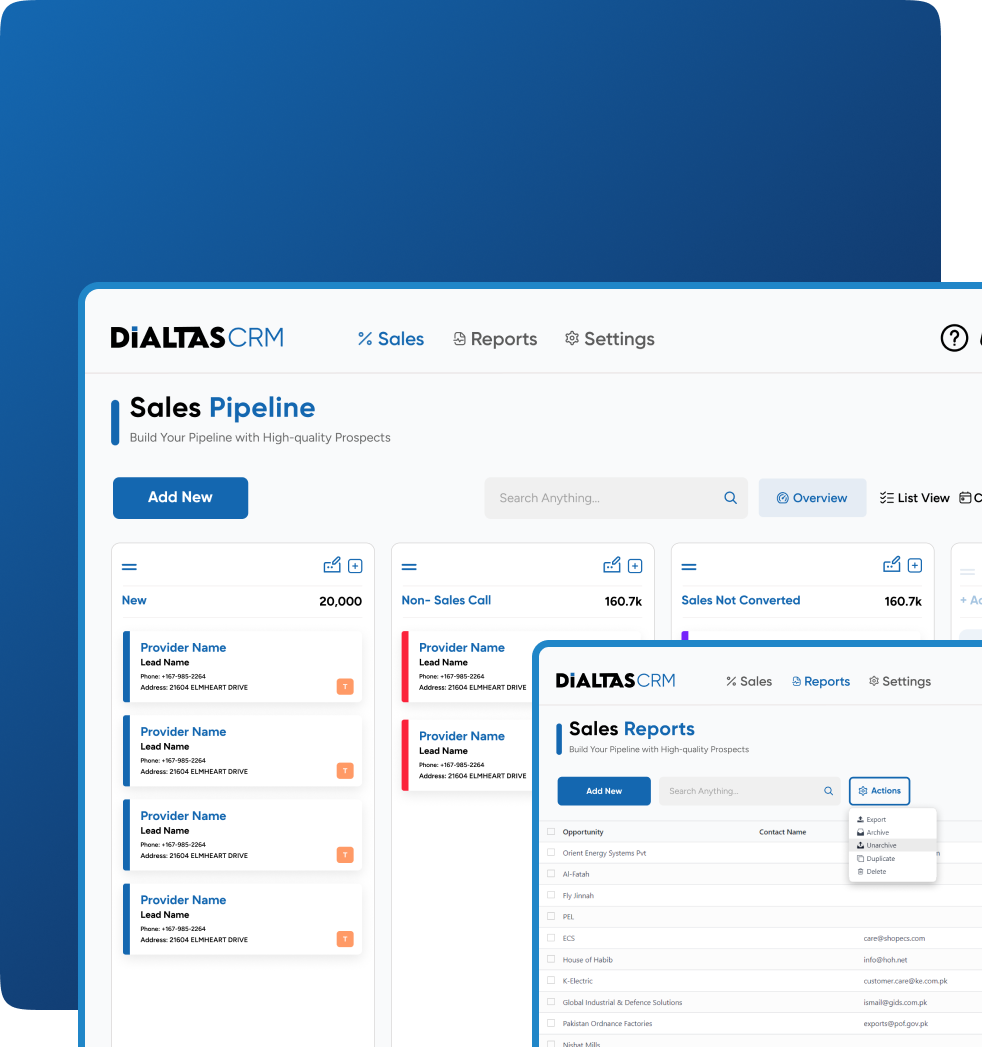 DiALTAS CRM
Sales
Reports
Settings
Sales Pipeline
Build Your Pipeline with High-quality Prospects
Add New
Search Anything...
Overview
List View
New
20,000
Provider Name
Lead Name
Phone: +167-985-2264
Address: 21604 ELMHEART DRIVE
T
Provider Name
Lead Name
Phone: +167-985-2264
Address: 21604 ELMHEART DRIVE
T
Provider Name
Lead Name
Phone: +167-985-2264
Address: 21604 ELMHEART DRIVE
T
Provider Name
Lead Name
Phone: +167-985-2264
Address: 21604 ELMHEART DRIVE
T
Non- Sales Call
160.7k
Provider Name
Lead Name
Phone: +167-985-2264
Address: 21604 ELMHEART DRIVE
Provider Name
Lead Name
Phone: +167-985-2264
Address: 21604 ELMHEART DRIVE
Sales Not Converted
160.7k
DiALTAS CRM
Sales
Reports
Settings
Sales Reports
Build Your Pipeline with High-quality Prospects
Add New
Search Anything...
Actions
Export
Archive
Unarchive
Duplicate
Delete
Opportunity Contact Name
Orient Energy Systems Pvt
Al-Fatah
Fly Jinnah
PEL
ECS care@shopecs.com
House of Habib info@hoh.net
K-Electric customer.care@ke.com.pk
Global Industrial & Defence Solutions ismail@gids.com.pk
Pakistan Ordnance Factories exports@pof.gov.pk
Nishat Mills